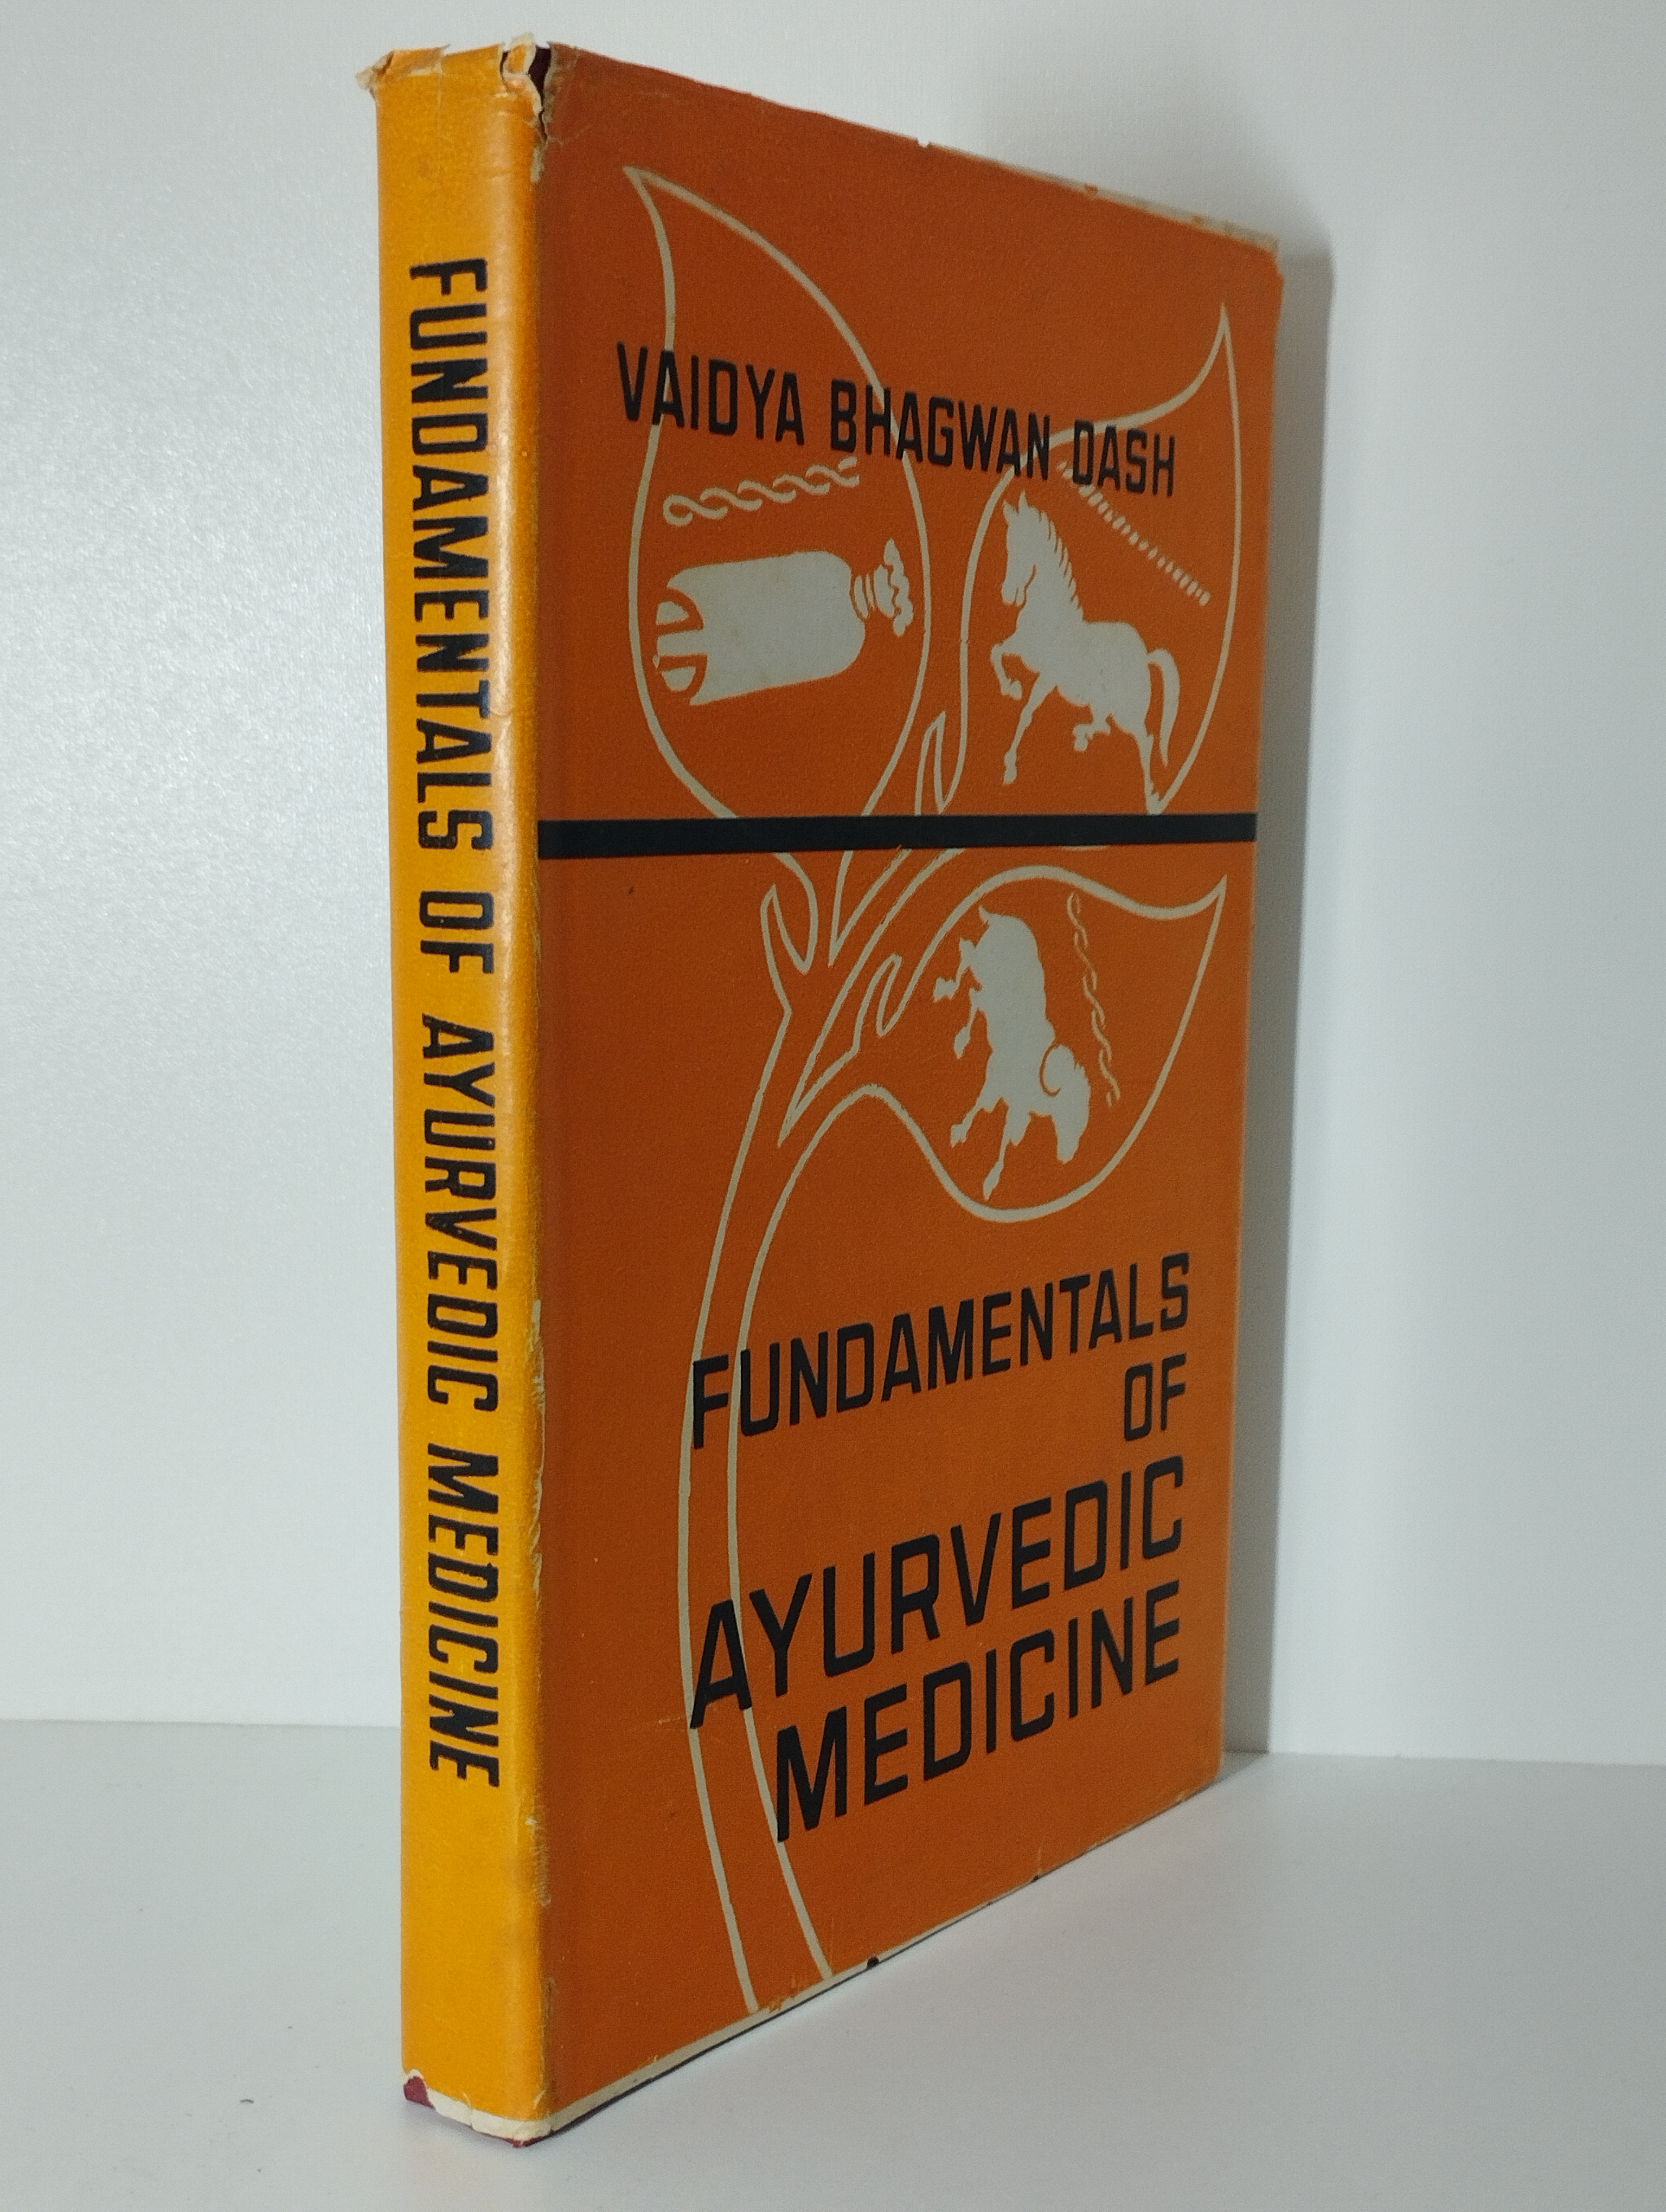 FUNDAMENTALS OF AYURVEDIC MEDICINE
VAIDYA BHAGWAN DASH
FUNDAMENTALS
OF
AYURVEDIC
MEDICINE